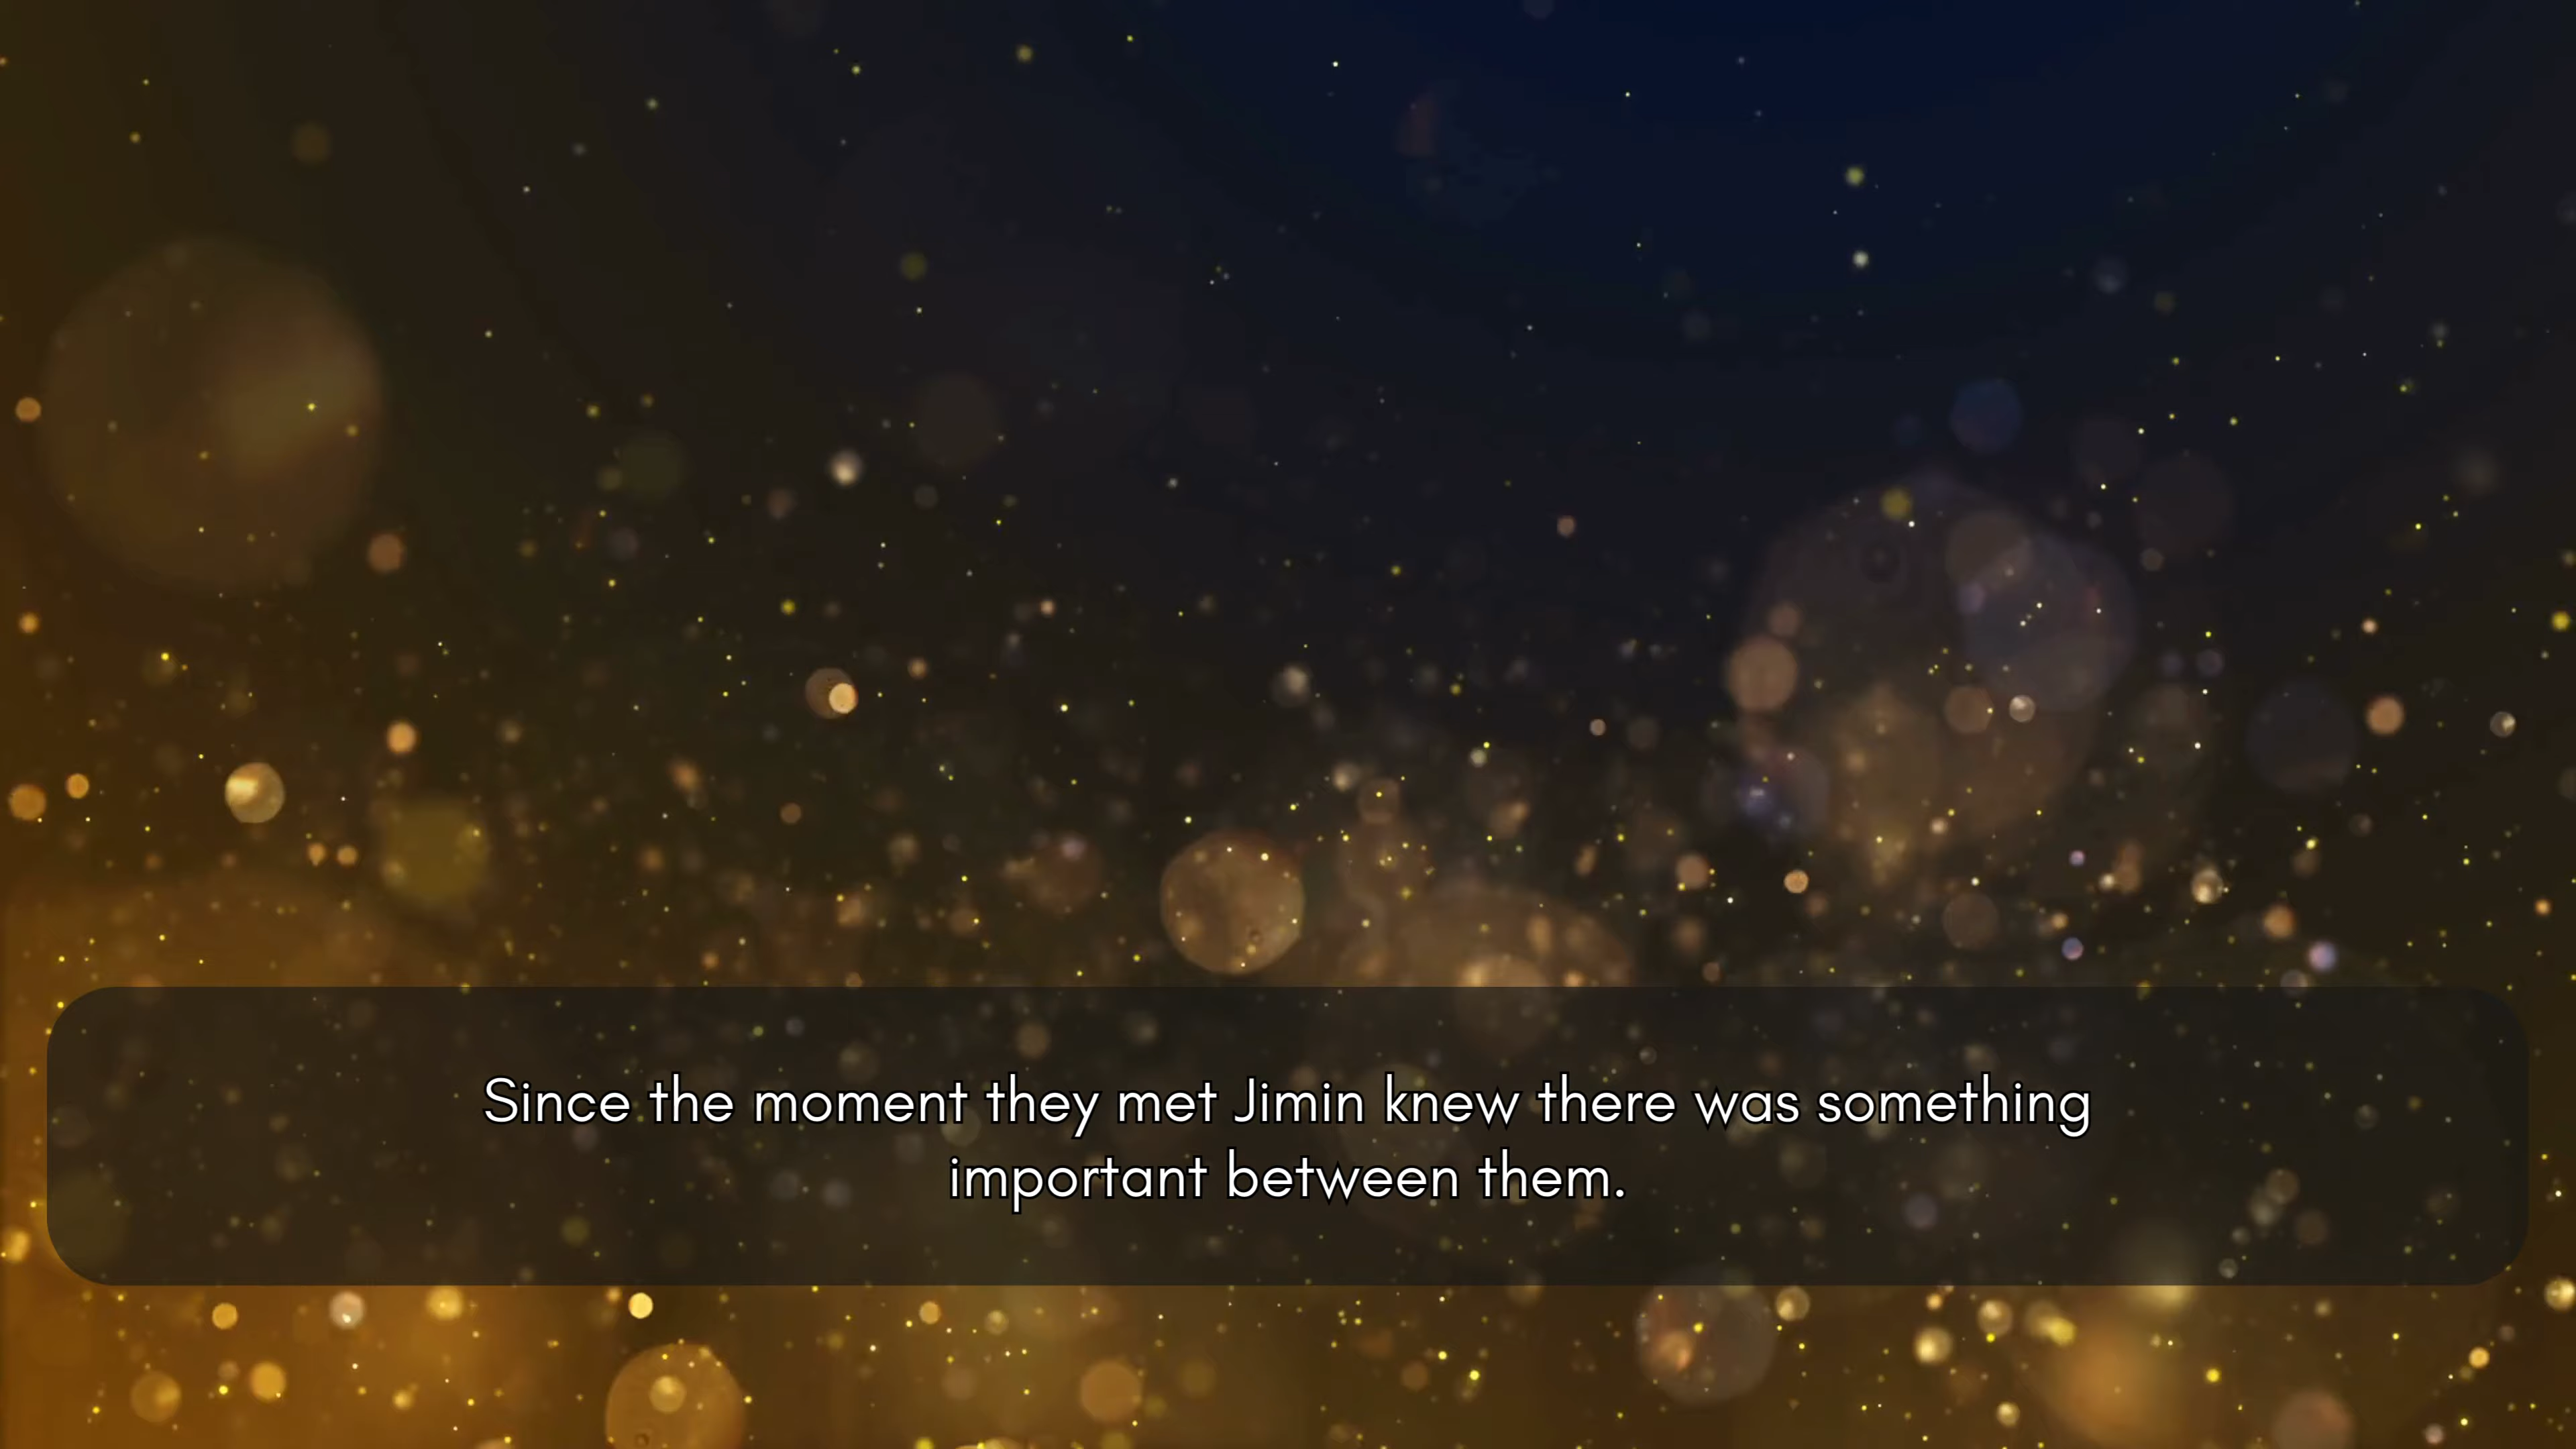 Since the moment they met Jimin knew there was something
important between them.